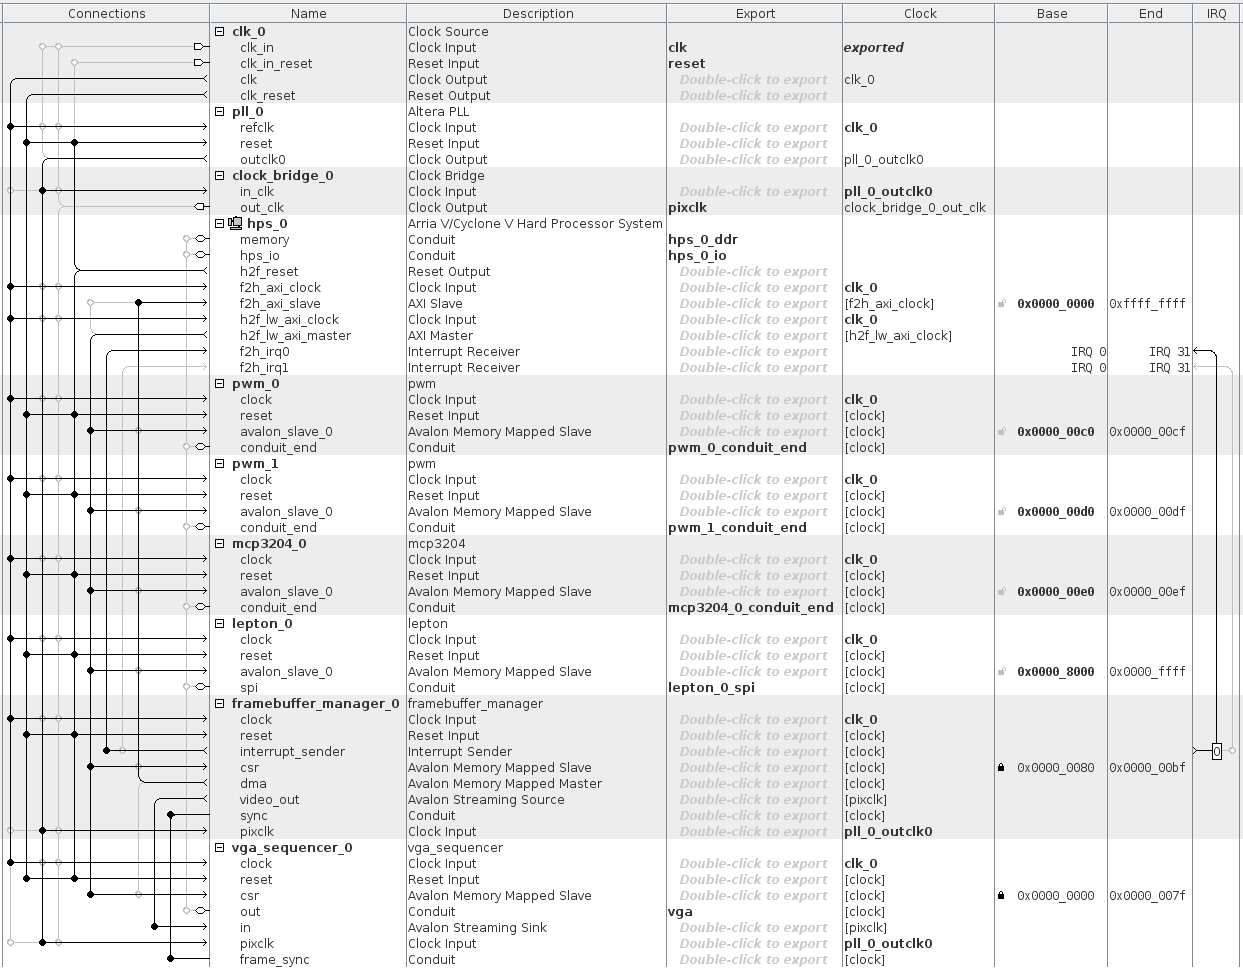 Connections Name Description Export Clock Base End IRQ
clk_0 Clock Source
clk_in Clock Input clk exported
clk_in_reset Reset Input reset
clk Clock Output Double-click to export clk_0
clk_reset Reset Output Double-click to export
pll_0 Altera PLL
refclk Clock Input Double-click to export clk_0
reset Reset Input Double-click to export
outclk0 Clock Output Double-click to export pll_0_outclk0
clock_bridge_0 Clock Bridge
in_clk Clock Input Double-click to export pll_0_outclk0
out_clk Clock Output pixclk clock_bridge_0_out_clk
hps_0 Arria V/Cyclone V Hard Processor System
memory Conduit hps_0_ddr
hps_io Conduit hps_0_io
h2f_reset Reset Output Double-click to export
f2h_axi_clock Clock Input Double-click to export clk_0
f2h_axi_slave AXI Slave Double-click to export [f2h_axi_clock] 0x0000_0000 0xffff_ffff
h2f_lw_axi_clock Clock Input Double-click to export clk_0
h2f_lw_axi_master AXI Master Double-click to export [h2f_lw_axi_clock]
f2h_irq0 Interrupt Receiver Double-click to export IRQ 0 IRQ 31
f2h_irq1 Interrupt Receiver Double-click to export IRQ 0 IRQ 31
pwm_0 pwm
clock Clock Input Double-click to export clk_0
reset Reset Input Double-click to export [clock]
avalon_slave_0 Avalon Memory Mapped Slave Double-click to export [clock] 0x0000_00c0 0x0000_00cf
conduit_end Conduit pwm_0_conduit_end [clock]
pwm_1 pwm
clock Clock Input Double-click to export clk_0
reset Reset Input Double-click to export [clock]
avalon_slave_0 Avalon Memory Mapped Slave Double-click to export [clock] 0x0000_00d0 0x0000_00df
conduit_end Conduit pwm_1_conduit_end [clock]
mcp3204_0 mcp3204
clock Clock Input Double-click to export clk_0
reset Reset Input Double-click to export [clock]
avalon_slave_0 Avalon Memory Mapped Slave Double-click to export [clock] 0x0000_00e0 0x0000_00ef
conduit_end Conduit mcp3204_0_conduit_end [clock]
lepton_0 lepton
clock Clock Input Double-click to export clk_0
reset Reset Input Double-click to export [clock]
avalon_slave_0 Avalon Memory Mapped Slave Double-click to export [clock] 0x0000_8000 0x0000_ffff
spi Conduit lepton_0_spi [clock]
framebuffer_manager_0 framebuffer_manager
clock Clock Input Double-click to export clk_0
reset Reset Input Double-click to export [clock]
interrupt_sender Interrupt Sender Double-click to export [clock] 0
csr Avalon Memory Mapped Slave Double-click to export [clock] 0x0000_0080 0x0000_00bf
dma Avalon Memory Mapped Master Double-click to export [clock]
video_out Avalon Streaming Source Double-click to export [pixclk]
sync Conduit Double-click to export [clock]
pixclk Clock Input Double-click to export pll_0_outclk0
vga_sequencer_0 vga_sequencer
clock Clock Input Double-click to export clk_0
reset Reset Input Double-click to export [clock]
csr Avalon Memory Mapped Slave Double-click to export [clock] 0x0000_0000 0x0000_007f
out Conduit vga [clock]
in Avalon Streaming Sink Double-click to export [pixclk]
pixclk Clock Input Double-click to export pll_0_outclk0
frame_sync Conduit Double-click to export [clock]